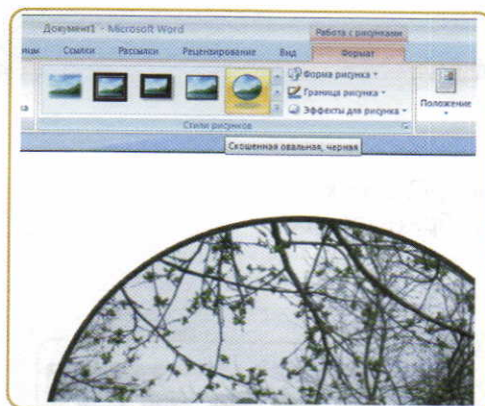 Документ1 - Microsoft Word
Работа с рисунками
Ссылки Рассылки Рецензирование Вид Формат
Форма рисунка
Граница рисунка
Эффекты для рисунка
Положение
Стили рисунков
Скошенная овальная, черная